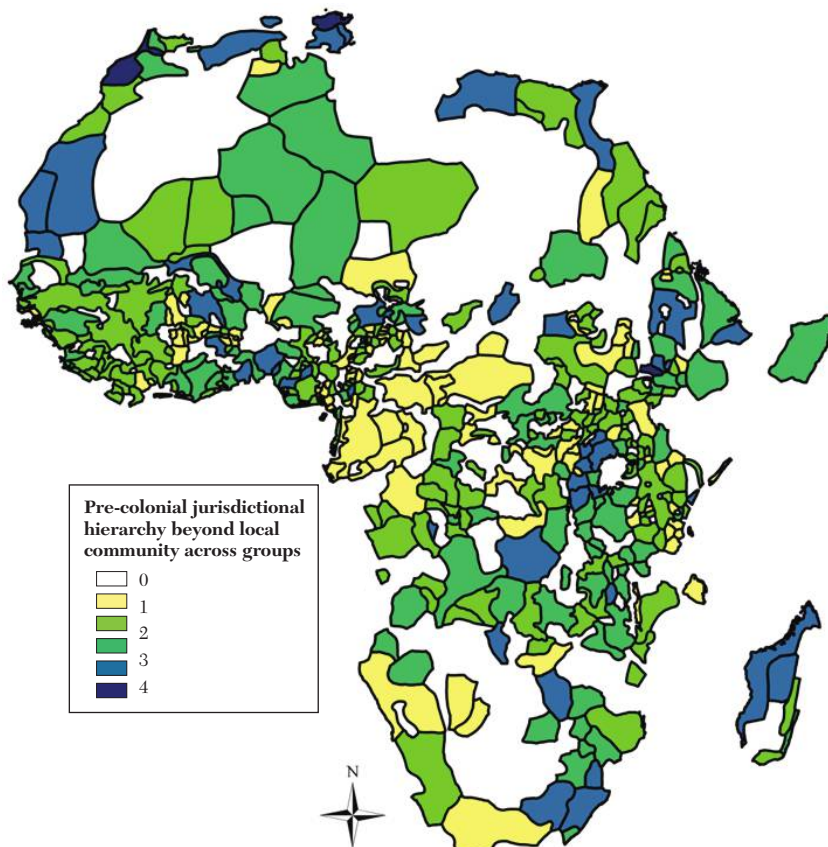 Pre-colonial jurisdictional
hierarchy beyond local
community across groups
0
1
2
3
4
N